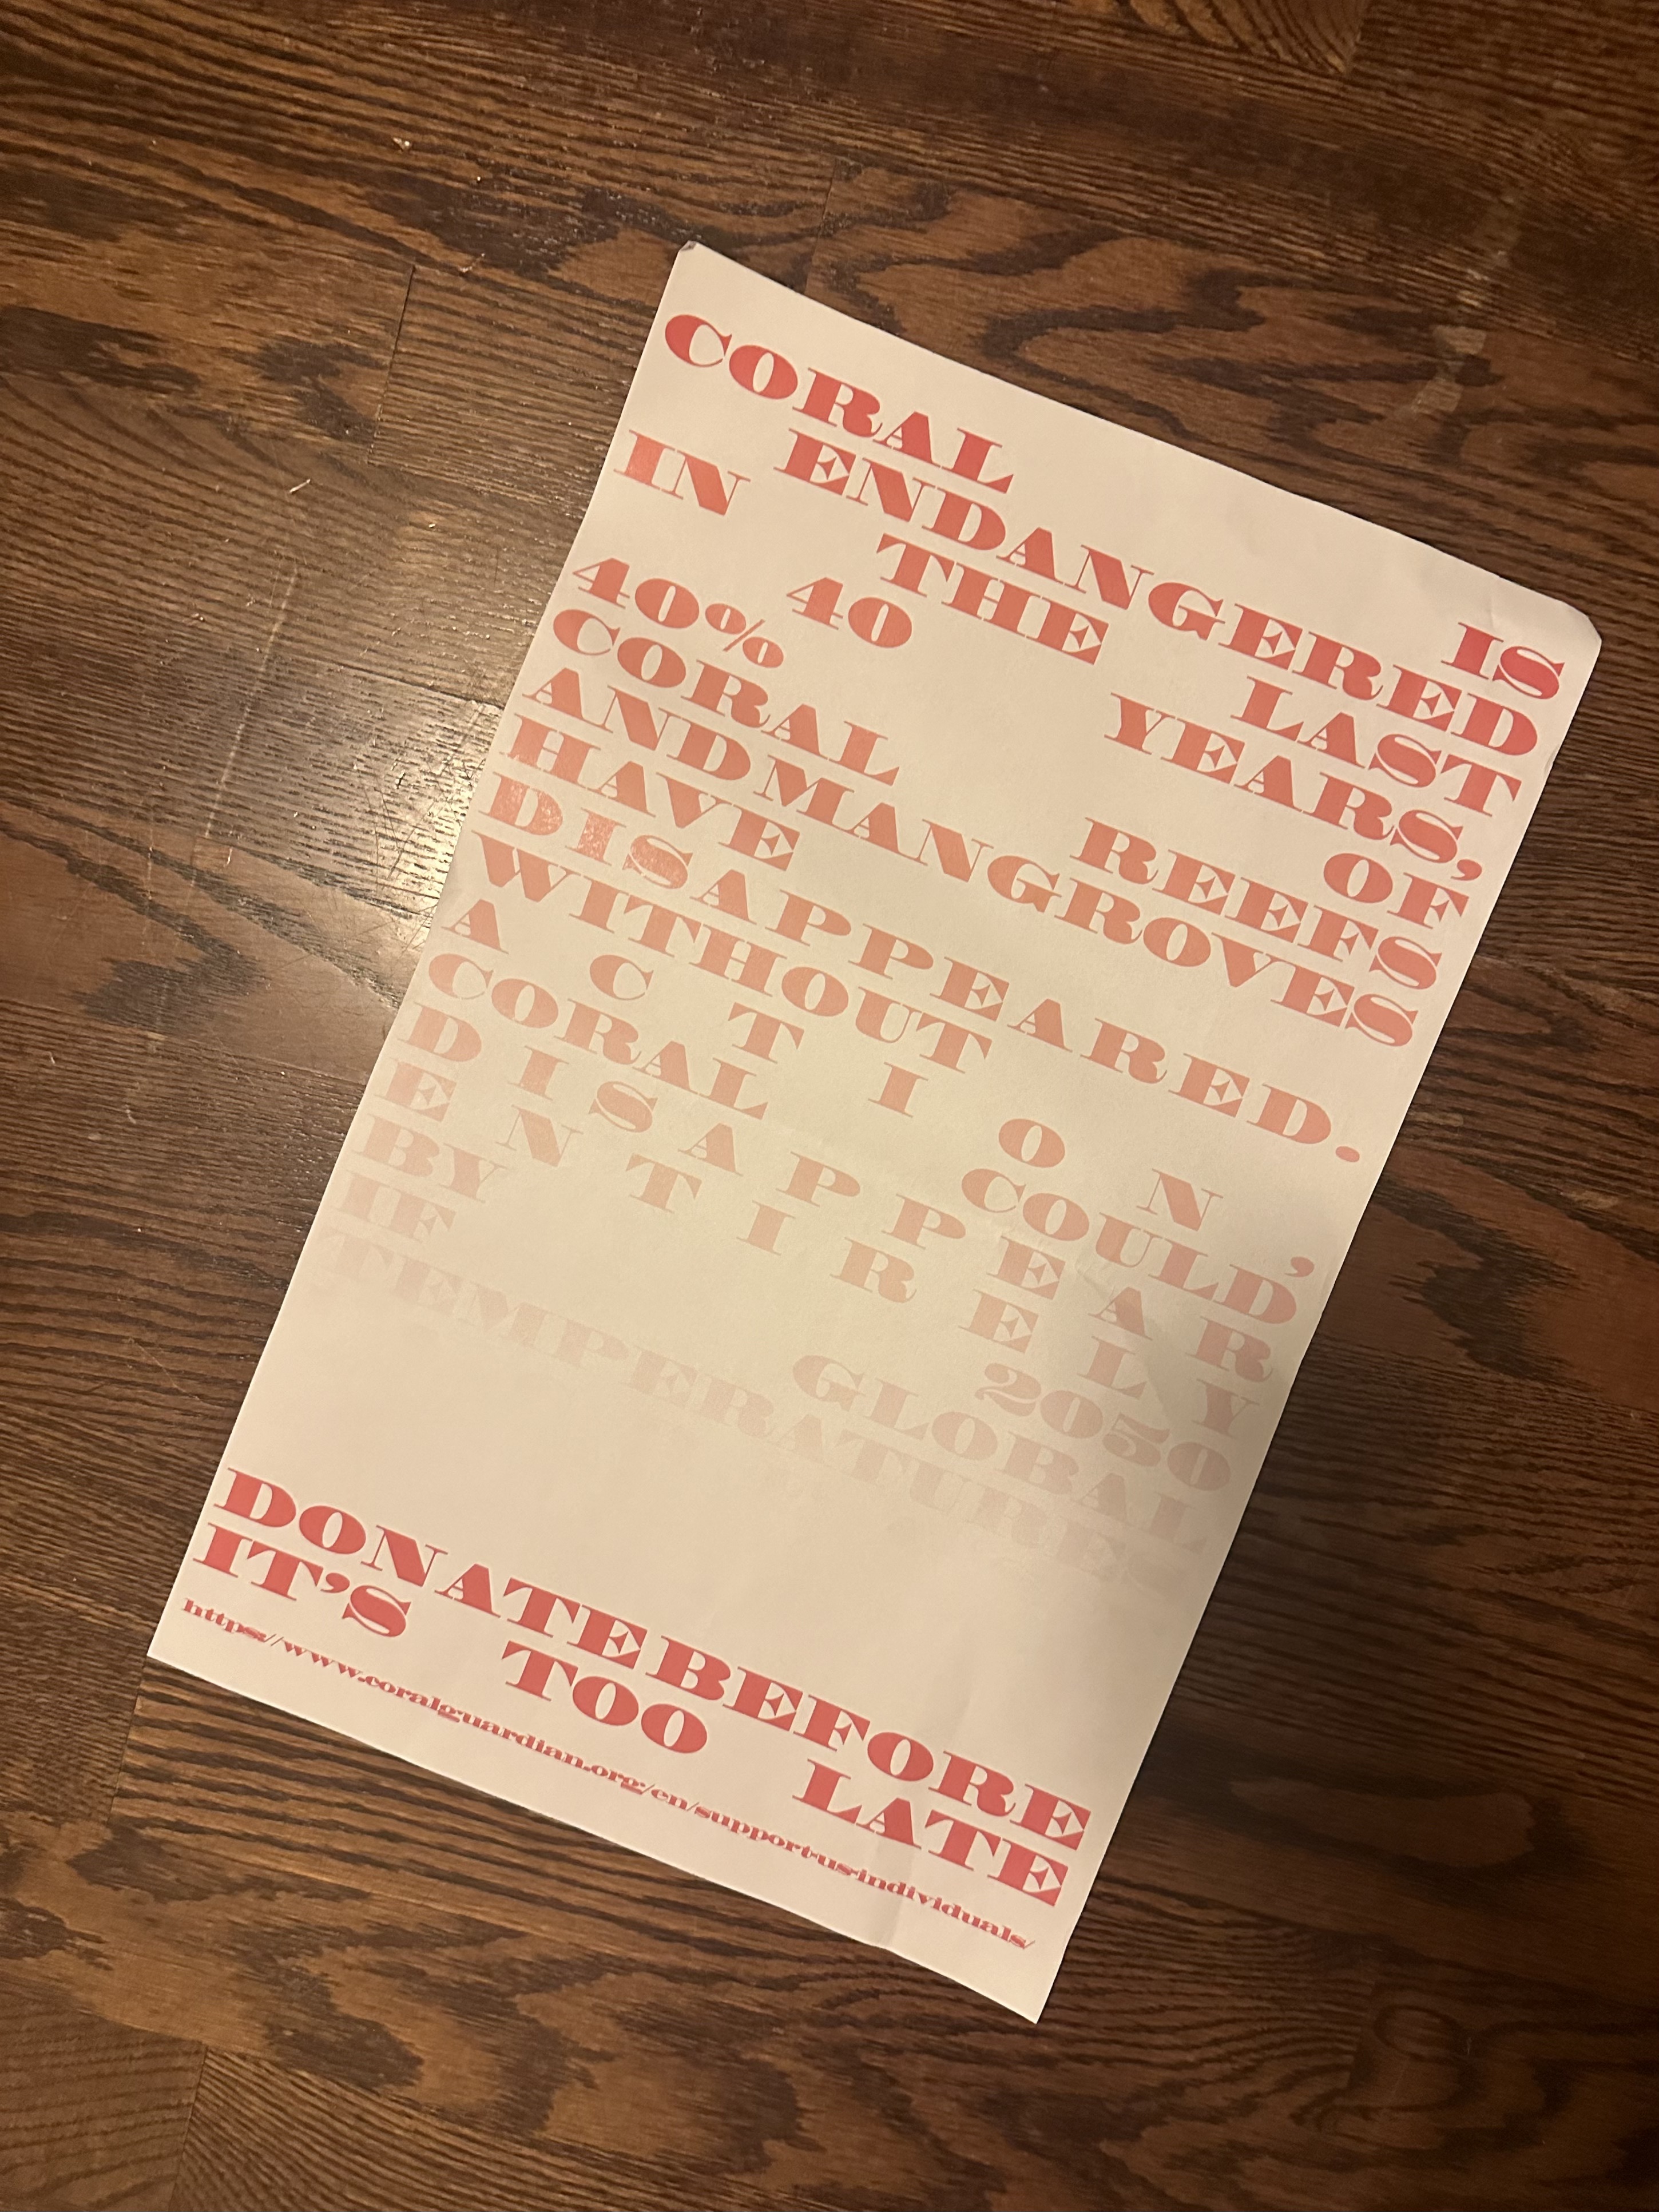 CORAL IS
ENDANGERED
IN THE LAST
40 YEARS,
40% OF
CORAL REEFS
AND MANGROVES
HAVE
DISAPPEARED.
WITHOUT
A C T I O N ,
CORAL COULD
D I S A P P E A R
E N T I R E L Y
BY 2050
IF GLOBAL
TEMPERATURES
DONATE BEFORE
IT'S TOO LATE
https://www.coralguardian.org/en/support-us-individuals/